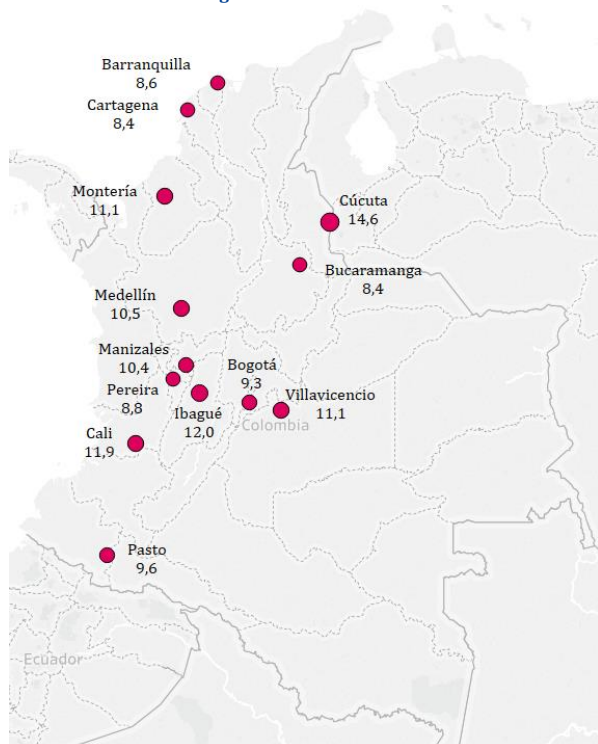 Barranquilla
8,6
Cartagena
8,4
Montería
11,1
Cúcuta
14,6
Bucaramanga
8,4
Medellín
10,5
Manizales
10,4
Bogotá
9,3
Pereira
8,8
Villavicencio
11,1
Ibagué
12,0
Colombia
Cali
11,9
Pasto
9,6
Ecuador